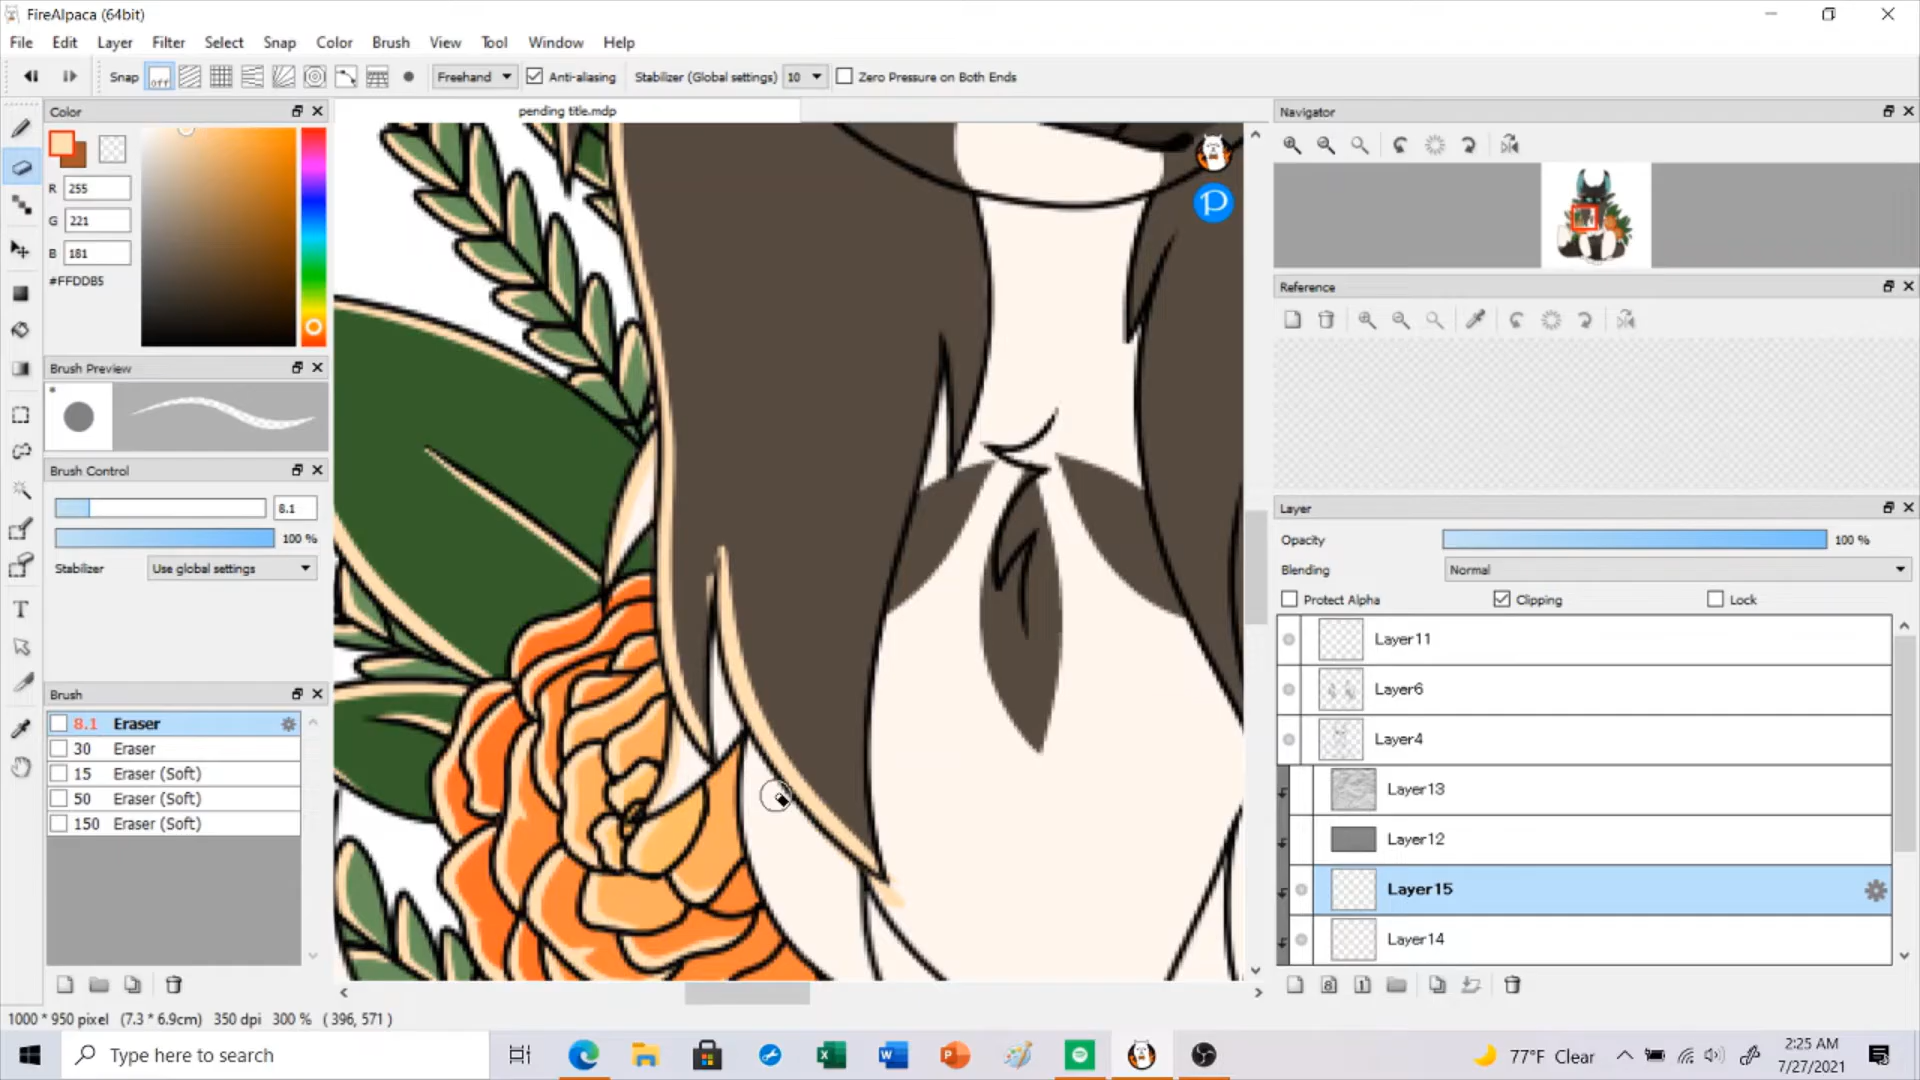 FireAlpaca (64bit)
File Edit Layer Filter Select Snap Color Brush View Tool Window Help
Snap off Freehand Anti-aliasing Stabilizer (Global settings) 10 Zero Pressure on Both Ends
Color
pending title.mdp
Navigator
R 255
G 221
B 181
#FFDDB5
Reference
Brush Preview
Brush Control
8.1
100 %
Stabilizer Use global settings
Layer
Opacity 100 %
Blending Normal
Protect Alpha Clipping Lock
Layer11
Layer6
Layer4
Layer13
Layer12
Layer15
Layer14
Brush
8.1 Eraser
30 Eraser
15 Eraser (Soft)
50 Eraser (Soft)
150 Eraser (Soft)
1000 * 950 pixel (7.3 * 6.9cm) 350 dpi 300 % ( 396, 571 )
Type here to search
77°F Clear
2:25 AM
7/27/2021